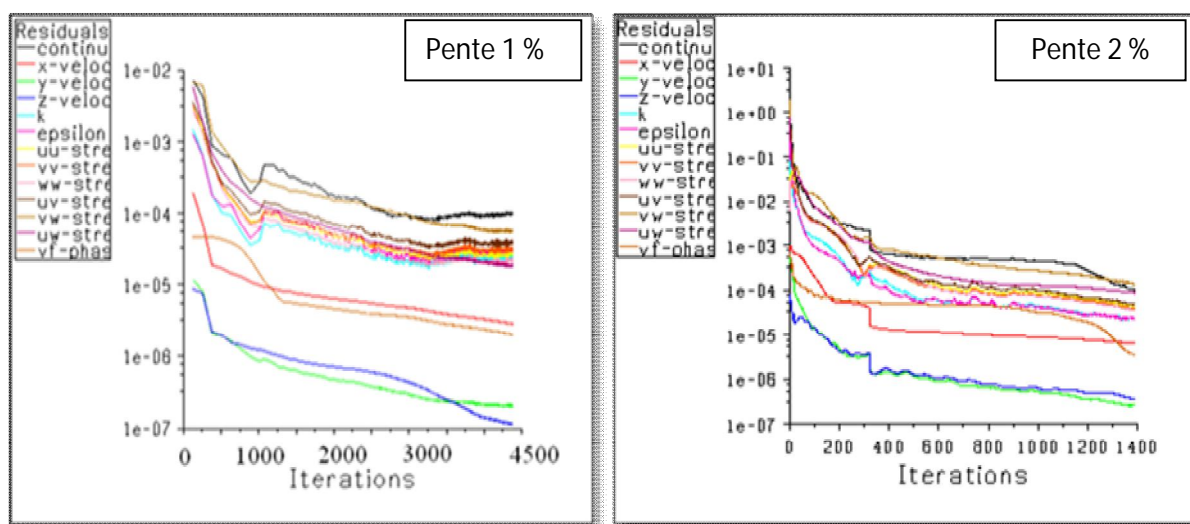 Residuals
continu
x-veloc
y-veloc
z-veloc
k
epsilon
uu-stre
vv-stre
ww-stre
uv-stre
vw-stre
uw-stre
vf-phas
Pente 1 %
1e-02
1e-03
1e-04
1e-05
1e-06
1e-07
0 1000 2000 3000 4500
Iterations
Residuals
continu
x-veloc
y-veloc
z-veloc
k
epsilon
uu-stre
vv-stre
ww-stre
uv-stre
vw-stre
uw-stre
vf-phas
Pente 2 %
1e+01
1e+00
1e-01
1e-02
1e-03
1e-04
1e-05
1e-06
1e-07
0 200 400 600 800 1000 1200 1400
Iterations